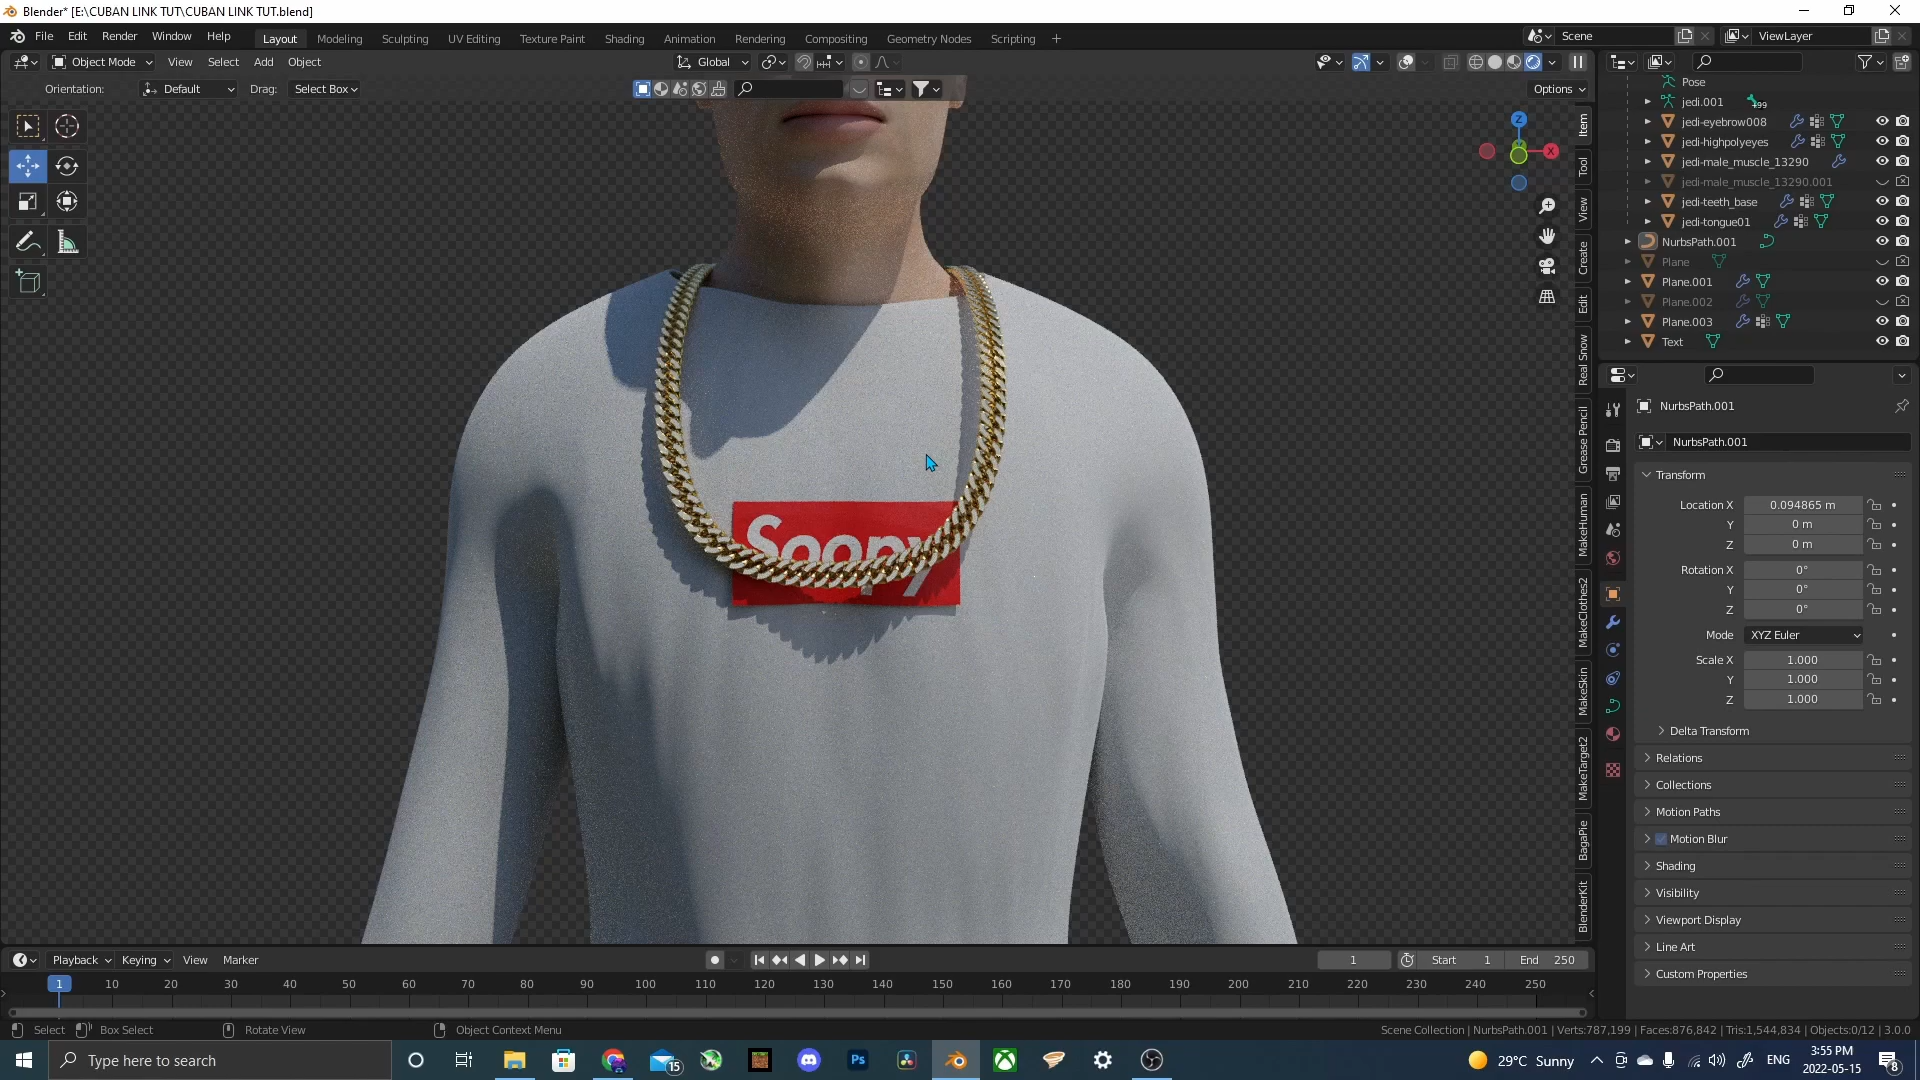 Blender* [E:\CUBAN LINK TUT\CUBAN LINK TUT.blend]
File Edit Render Window Help Layout Modeling Sculpting UV Editing Texture Paint Shading Animation Rendering Compositing Geometry Nodes Scripting + Scene ViewLayer
Object Mode View Select Add Object Global
Orientation: Default Drag: Select Box Options
Pose
jedi.001 499
jedi-eyebrow008
jedi-highpolyeyes
jedi-male_muscle_13290
jedi-male_muscle_13290.001
jedi-teeth_base
jedi-tongue01
NurbsPath.001
Plane
Plane.001
Plane.002
Plane.003
Text
Z
X
Item
Tool
View
Create
Edit
Real Snow
Grease Pencil
MakeHuman
MakeClothes2
MakeSkin
MakeTarget2
BagaPie
BlenderKit
Soopy
NurbsPath.001
NurbsPath.001
Transform
Location X 0.094865 m
Y 0 m
Z 0 m
Rotation X 0°
Y 0°
Z 0°
Mode XYZ Euler
Scale X 1.000
Y 1.000
Z 1.000
Delta Transform
Relations
Collections
Motion Paths
Motion Blur
Shading
Visibility
Viewport Display
Line Art
Custom Properties
Playback Keying View Marker 1 Start 1 End 250
1 10 20 30 40 50 60 70 80 90 100 110 120 130 140 150 160 170 180 190 200 210 220 230 240 250
Select Box Select Rotate View Object Context Menu Scene Collection | NurbsPath.001 | Verts:787,199 | Faces:876,842 | Tris:1,544,834 | Objects:0/12 | 3.0.0
Type here to search 15 Ps 29°C Sunny ENG 3:55 PM
2022-05-15 8